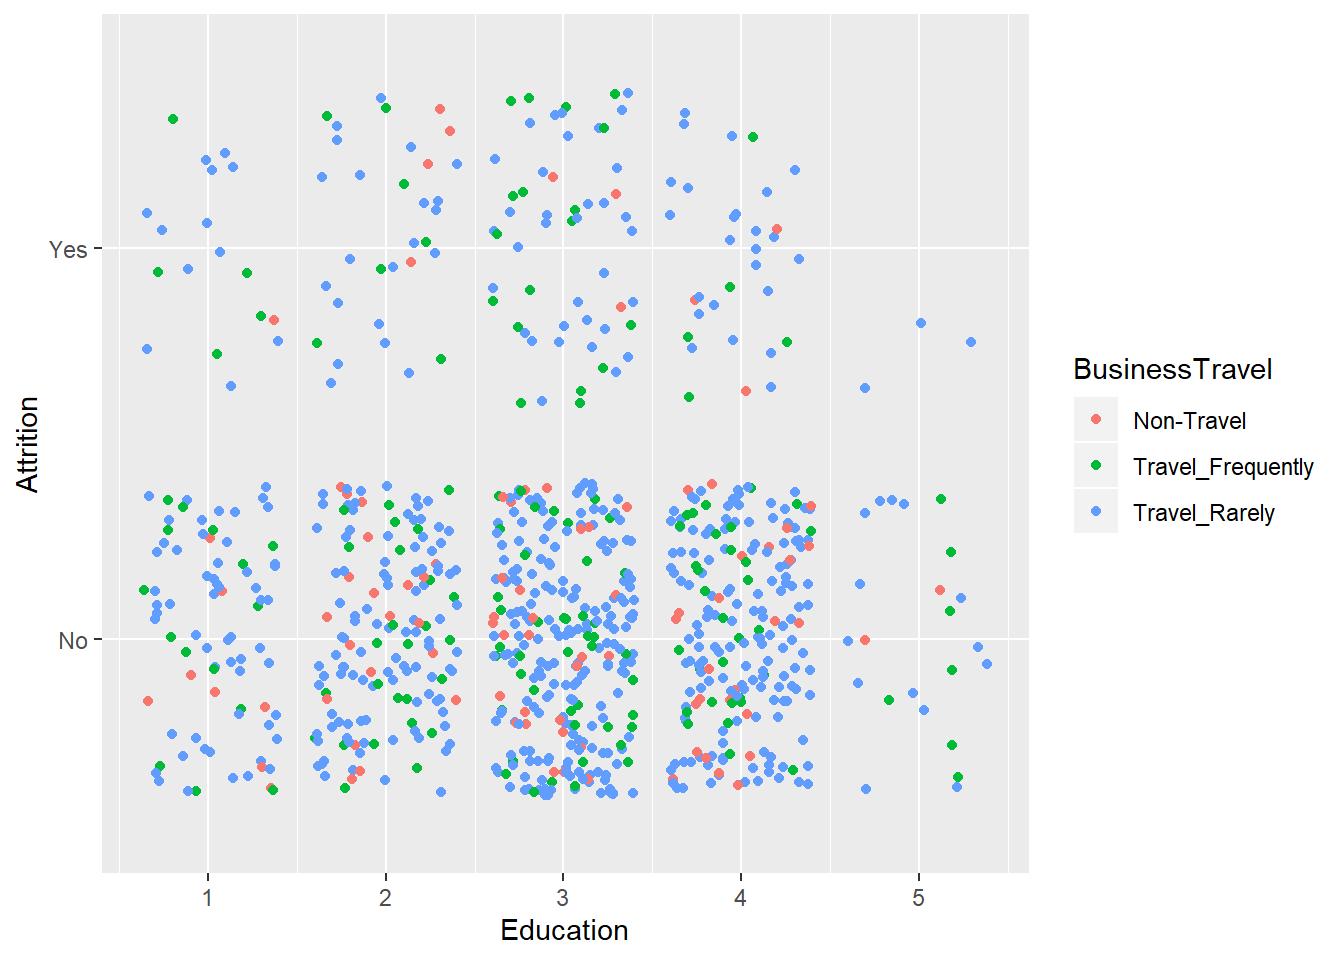 Attrition
Yes
No
1 2 3 4 5
Education
BusinessTravel
Non-Travel
Travel_Frequently
Travel_Rarely